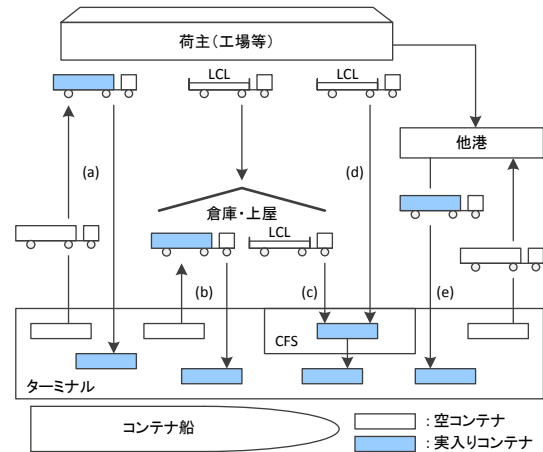 荷主(工場等)
LCL
LCL
(a)
(d)
他港
倉庫・上屋
LCL
(b)
(c)
(e)
CFS
ターミナル
コンテナ船
:空コンテナ
:実入りコンテナ